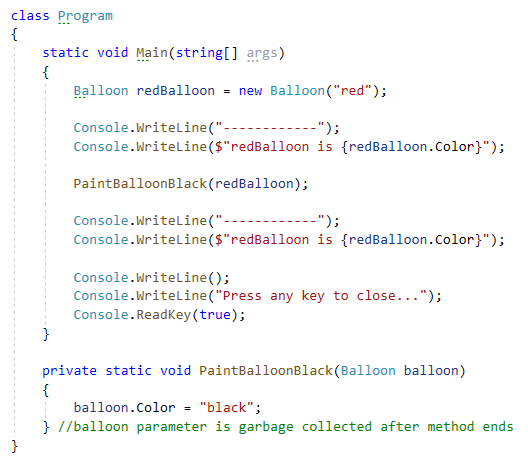 class Program
{
    static void Main(string[] args)
    {
        Balloon redBalloon = new Balloon("red");

        Console.WriteLine("------------");
        Console.WriteLine($"redBalloon is {redBalloon.Color}");

        PaintBalloonBlack(redBalloon);

        Console.WriteLine("------------");
        Console.WriteLine($"redBalloon is {redBalloon.Color}");

        Console.WriteLine();
        Console.WriteLine("Press any key to close...");
        Console.ReadKey(true);
    }

    private static void PaintBalloonBlack(Balloon balloon)
    {
        balloon.Color = "black";
    } //balloon parameter is garbage collected after method ends
}